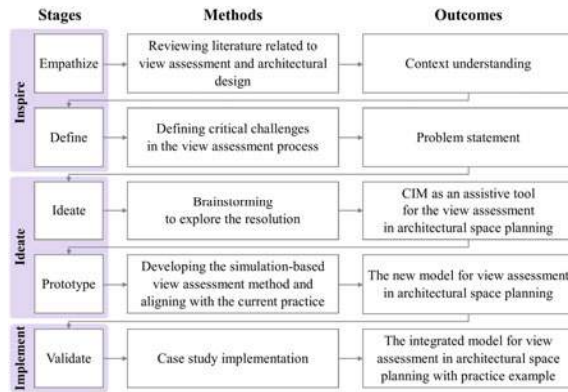 Stages Methods Outcomes
Inspire
Empathize
Reviewing literature related to
view assessment and architectural
design
Context understanding
Define
Defining critical challenges
in the view assessment process
Problem statement
Ideate
Ideate
Brainstorming
to explore the resolution
CIM as an assistive tool
for the view assessment
in architectural space planning
Prototype
Developing the simulation-based
view assessment method and
aligning with the current practice
The new model for view assessment
in architectural space planning
Implement
Validate
Case study implementation
The integrated model for view
assessment in architectural space
planning with practice example